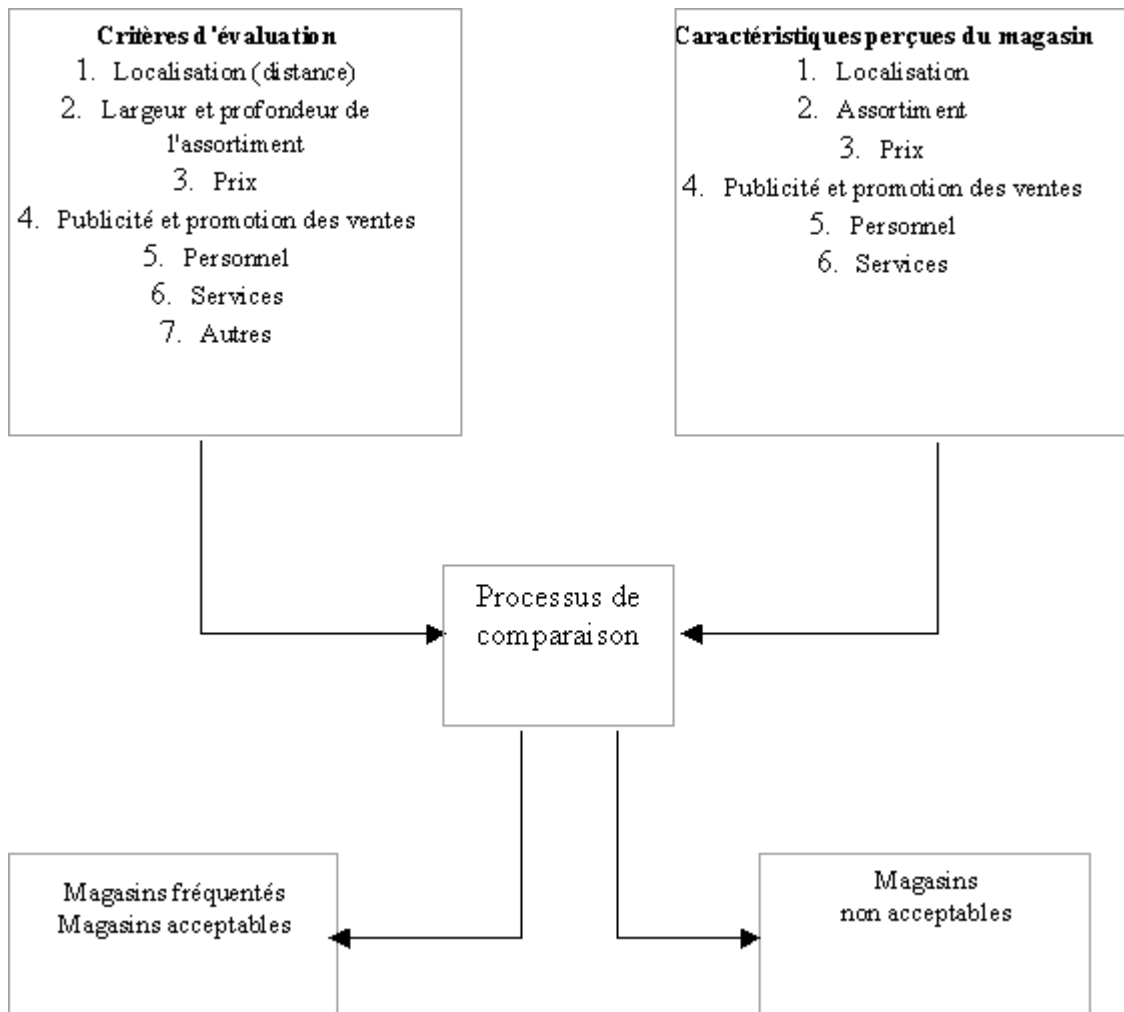 Critères d'évaluation
1. Localisation (distance)
2. Largeur et profondeur de
l'assortiment
3. Prix
4. Publicité et promotion des ventes
5. Personnel
6. Services
7. Autres
Caractéristiques perçues du magasin
1. Localisation
2. Assortiment
3. Prix
4. Publicité et promotion des ventes
5. Personnel
6. Services
Processus de
comparaison
Magasins fréquentés
Magasins acceptables
Magasins
non acceptables